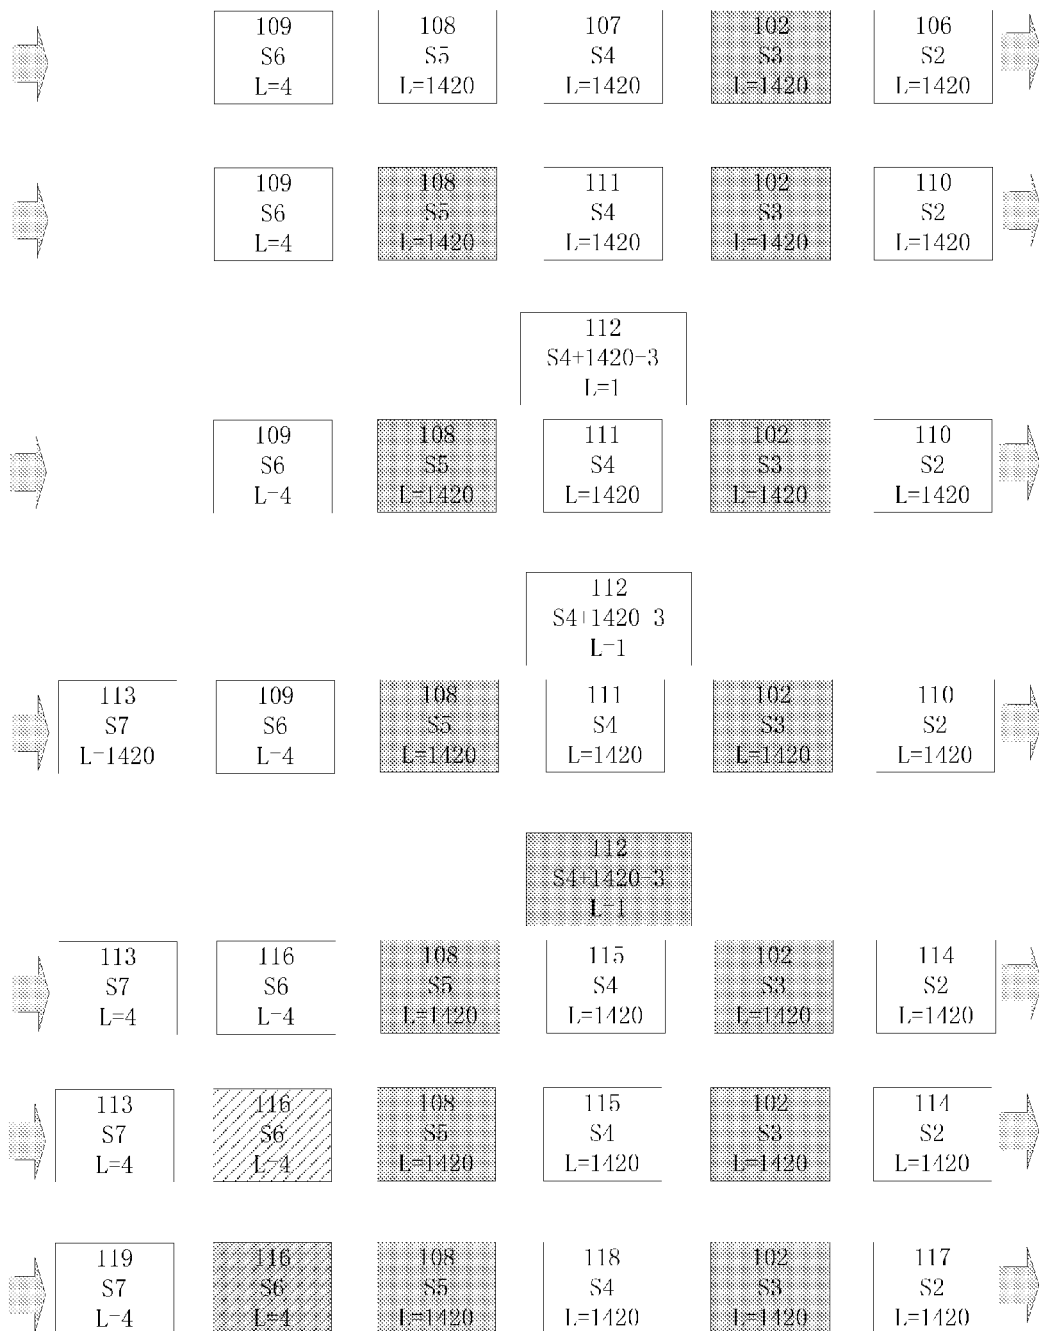 109 108 107 102 106
S6 S5 S4 S3 S2
L=4 L=1420 L=1420 L=1420 L=1420
109 108 111 102 110
S6 S5 S4 S3 S2
L=4 L=1420 L=1420 L=1420 L=1420
112
S4+1420-3
L=1
109 108 111 102 110
S6 S5 S4 S3 S2
L=4 L=1420 L=1420 L=1420 L=1420
112
S4+1420-3
L=1
113 109 108 111 102 110
S7 S6 S5 S4 S3 S2
L=1420 L=4 L=1420 L=1420 L=1420 L=1420
112
S4+1420-3
L=1
113 116 108 115 102 114
S7 S6 S5 S4 S3 S2
L=4 L=4 L=1420 L=1420 L=1420 L=1420
113 116 108 115 102 114
S7 S6 S5 S4 S3 S2
L=4 L=4 L=1420 L=1420 L=1420 L=1420
119 116 108 118 102 117
S7 S6 S5 S4 S3 S2
L=4 L=4 L=1420 L=1420 L=1420 L=1420